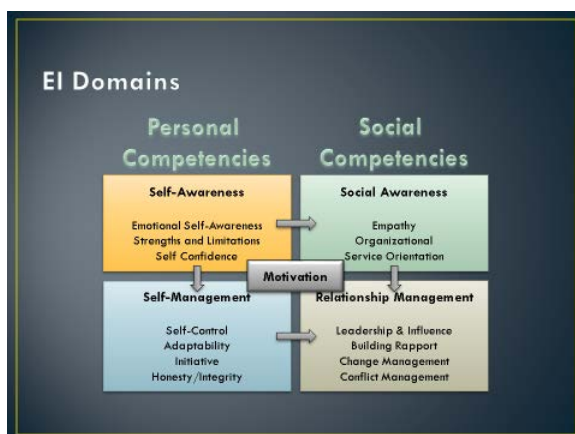 EI Domains
Personal
Competencies
Social
Competencies
Self-Awareness
Emotional Self-Awareness
Strengths and Limitations
Self Confidence
Social Awareness
Empathy
Organizational
Service Orientation
Motivation
Self-Management
Self-Control
Adaptability
Initiative
Honesty/Integrity
Relationship Management
Leadership & Influence
Building Rapport
Change Management
Conflict Management